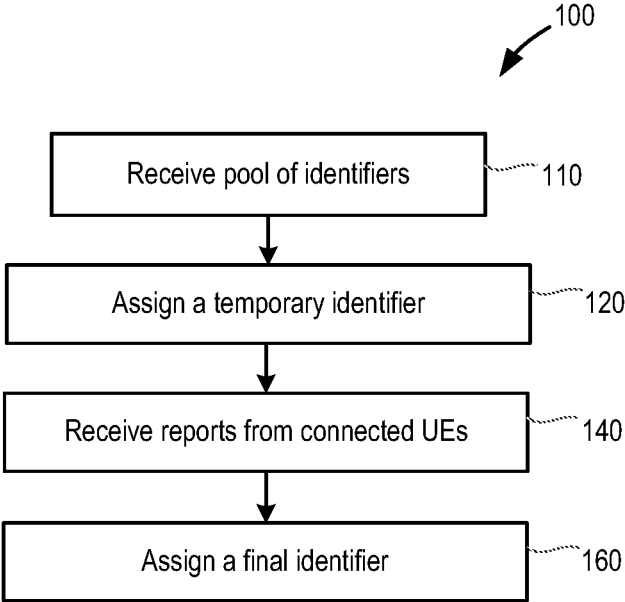 100
Receive pool of identifiers
110
Assign a temporary identifier
120
Receive reports from connected UEs
140
Assign a final identifier
160